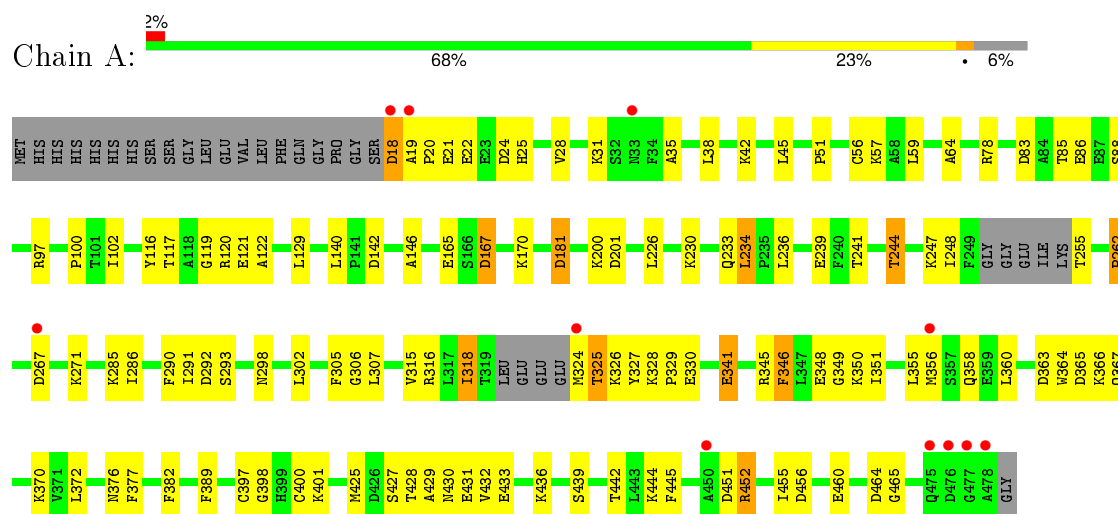 2%
Chain A:
68% 23% • 6%
MET HIS HIS HIS HIS HIS HIS SER SER GLY LEU GLU VAL LEU PHE GLN GLY PRO GLY SER D18 A19 P20 E21 E22 E23 D24 H25 V28 K31 S32 N33 F34 A35 L38 K42 L45 P51 C56 K57 A58 L59 A64 R78 D83 A84 T85 E86 E87 S88
R97 P100 T101 I102 Y116 T117 A118 G119 R120 E121 A122 L129 L140 P141 D142 A146 E165 S166 D167 K170 D181 K200 D201 L226 K230 Q233 L234 P235 L236 E239 F240 T241 T244 K247 I248 F249 GLY GLY GLU ILE LYS T255
D267 K271 K285 I286 F290 I291 D292 S293 N298 L302 F305 G306 L307 V315 R316 L317 I318 T319 LEU GLU GLU GLU M324 T325 K326 Y327 K328 P329 E330 E341 R345 F346 L347 E348 G349 K350 I351 L355 M356 S357 Q358 E359 L360 D363 W364 D365 K366 Q367
K370 V371 L372 N376 F377 F382 F389 C397 G398 H399 C400 K401 M425 D426 S427 T428 A429 N430 E431 V432 E433 K436 S439 T442 L443 K444 F445 A450 D451 R452 I455 D456 E460 D464 G465 Q475 D476 G477 A478 GLY